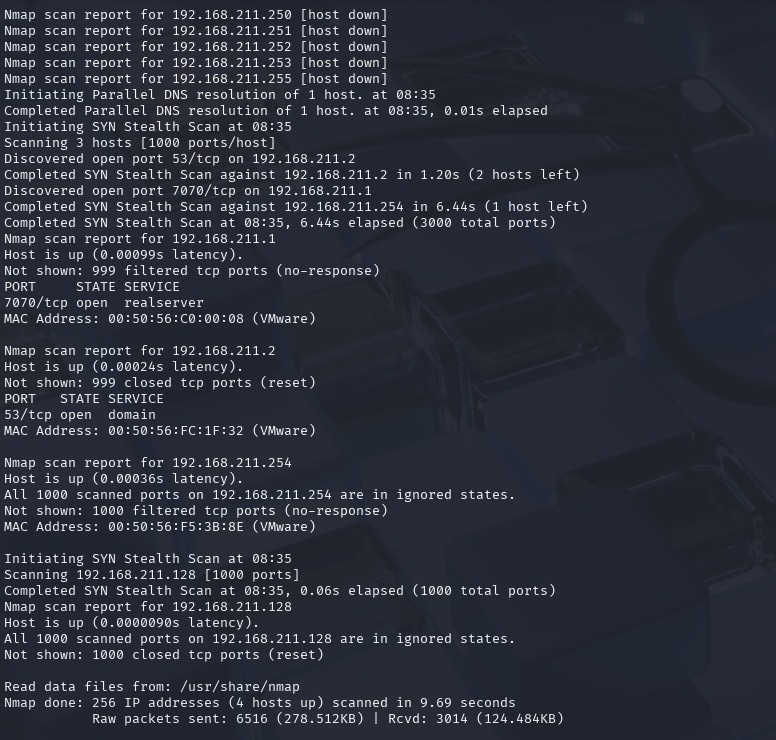 Nmap scan report for 192.168.211.250 [host down]
Nmap scan report for 192.168.211.251 [host down]
Nmap scan report for 192.168.211.252 [host down]
Nmap scan report for 192.168.211.253 [host down]
Nmap scan report for 192.168.211.255 [host down]
Initiating Parallel DNS resolution of 1 host. at 08:35
Completed Parallel DNS resolution of 1 host. at 08:35, 0.01s elapsed
Initiating SYN Stealth Scan at 08:35
Scanning 3 hosts [1000 ports/host]
Discovered open port 53/tcp on 192.168.211.2
Completed SYN Stealth Scan against 192.168.211.2 in 1.20s (2 hosts left)
Discovered open port 7070/tcp on 192.168.211.1
Completed SYN Stealth Scan against 192.168.211.254 in 6.44s (1 host left)
Completed SYN Stealth Scan at 08:35, 6.44s elapsed (3000 total ports)
Nmap scan report for 192.168.211.1
Host is up (0.00099s latency).
Not shown: 999 filtered tcp ports (no-response)
PORT     STATE SERVICE
7070/tcp open  realserver
MAC Address: 00:50:56:C0:00:08 (VMware)

Nmap scan report for 192.168.211.2
Host is up (0.00024s latency).
Not shown: 999 closed tcp ports (reset)
PORT   STATE SERVICE
53/tcp open  domain
MAC Address: 00:50:56:FC:1F:32 (VMware)

Nmap scan report for 192.168.211.254
Host is up (0.00036s latency).
All 1000 scanned ports on 192.168.211.254 are in ignored states.
Not shown: 1000 filtered tcp ports (no-response)
MAC Address: 00:50:56:F5:3B:8E (VMware)

Initiating SYN Stealth Scan at 08:35
Scanning 192.168.211.128 [1000 ports]
Completed SYN Stealth Scan at 08:35, 0.06s elapsed (1000 total ports)
Nmap scan report for 192.168.211.128
Host is up (0.0000090s latency).
All 1000 scanned ports on 192.168.211.128 are in ignored states.
Not shown: 1000 closed tcp ports (reset)

Read data files from: /usr/share/nmap
Nmap done: 256 IP addresses (4 hosts up) scanned in 9.69 seconds
           Raw packets sent: 6516 (278.512KB) | Rcvd: 3014 (124.484KB)